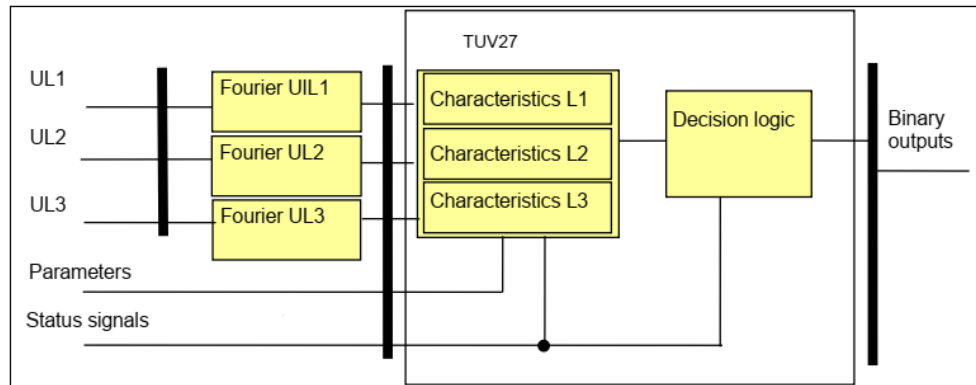 TUV27
UL1
Fourier UIL1
Characteristics L1
Decision logic
Binary
outputs
UL2
Fourier UL2
Characteristics L2
UL3
Fourier UL3
Characteristics L3
Parameters
Status signals